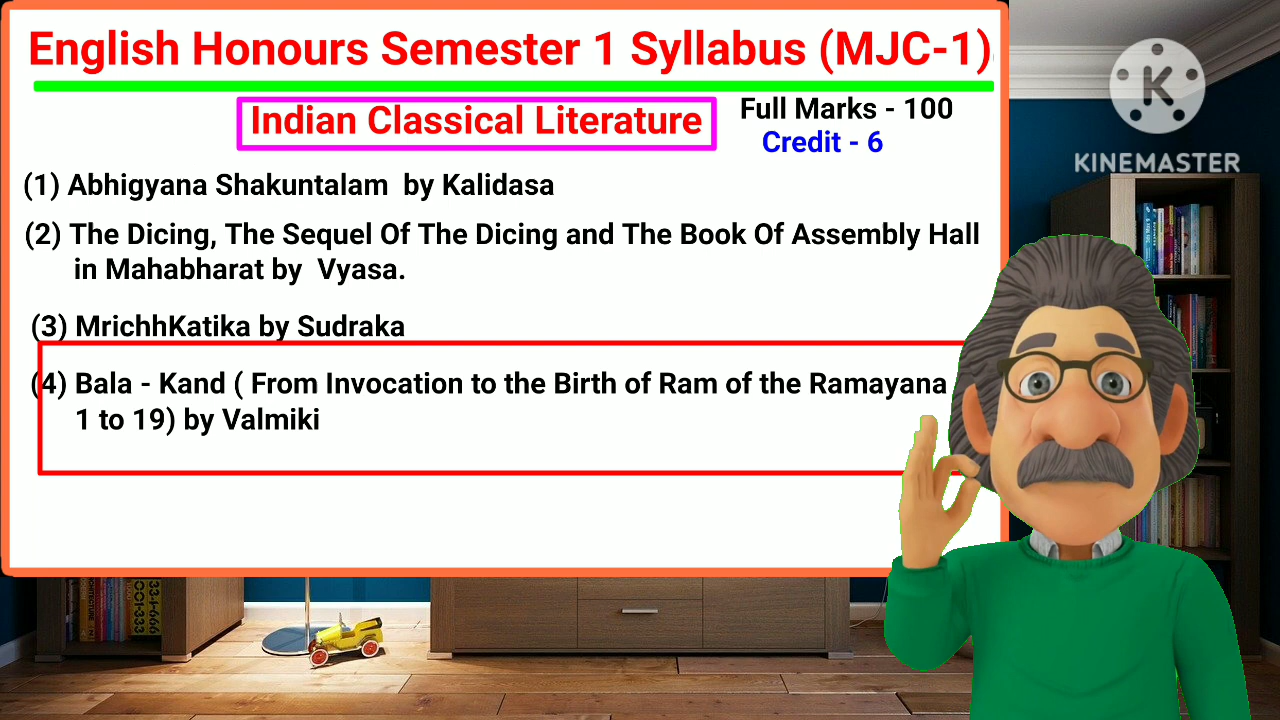 English Honours Semester 1 Syllabus (MJC-1)
Indian Classical Literature
Full Marks - 100
Credit - 6
(1) Abhigyana Shakuntalam by Kalidasa
(2) The Dicing, The Sequel Of The Dicing and The Book Of Assembly Hall
in Mahabharat by Vyasa.
(3) MrichhKatika by Sudraka
(4) Bala - Kand ( From Invocation to the Birth of Ram of the Ramayana
1 to 19) by Valmiki
K
KINEMASTER